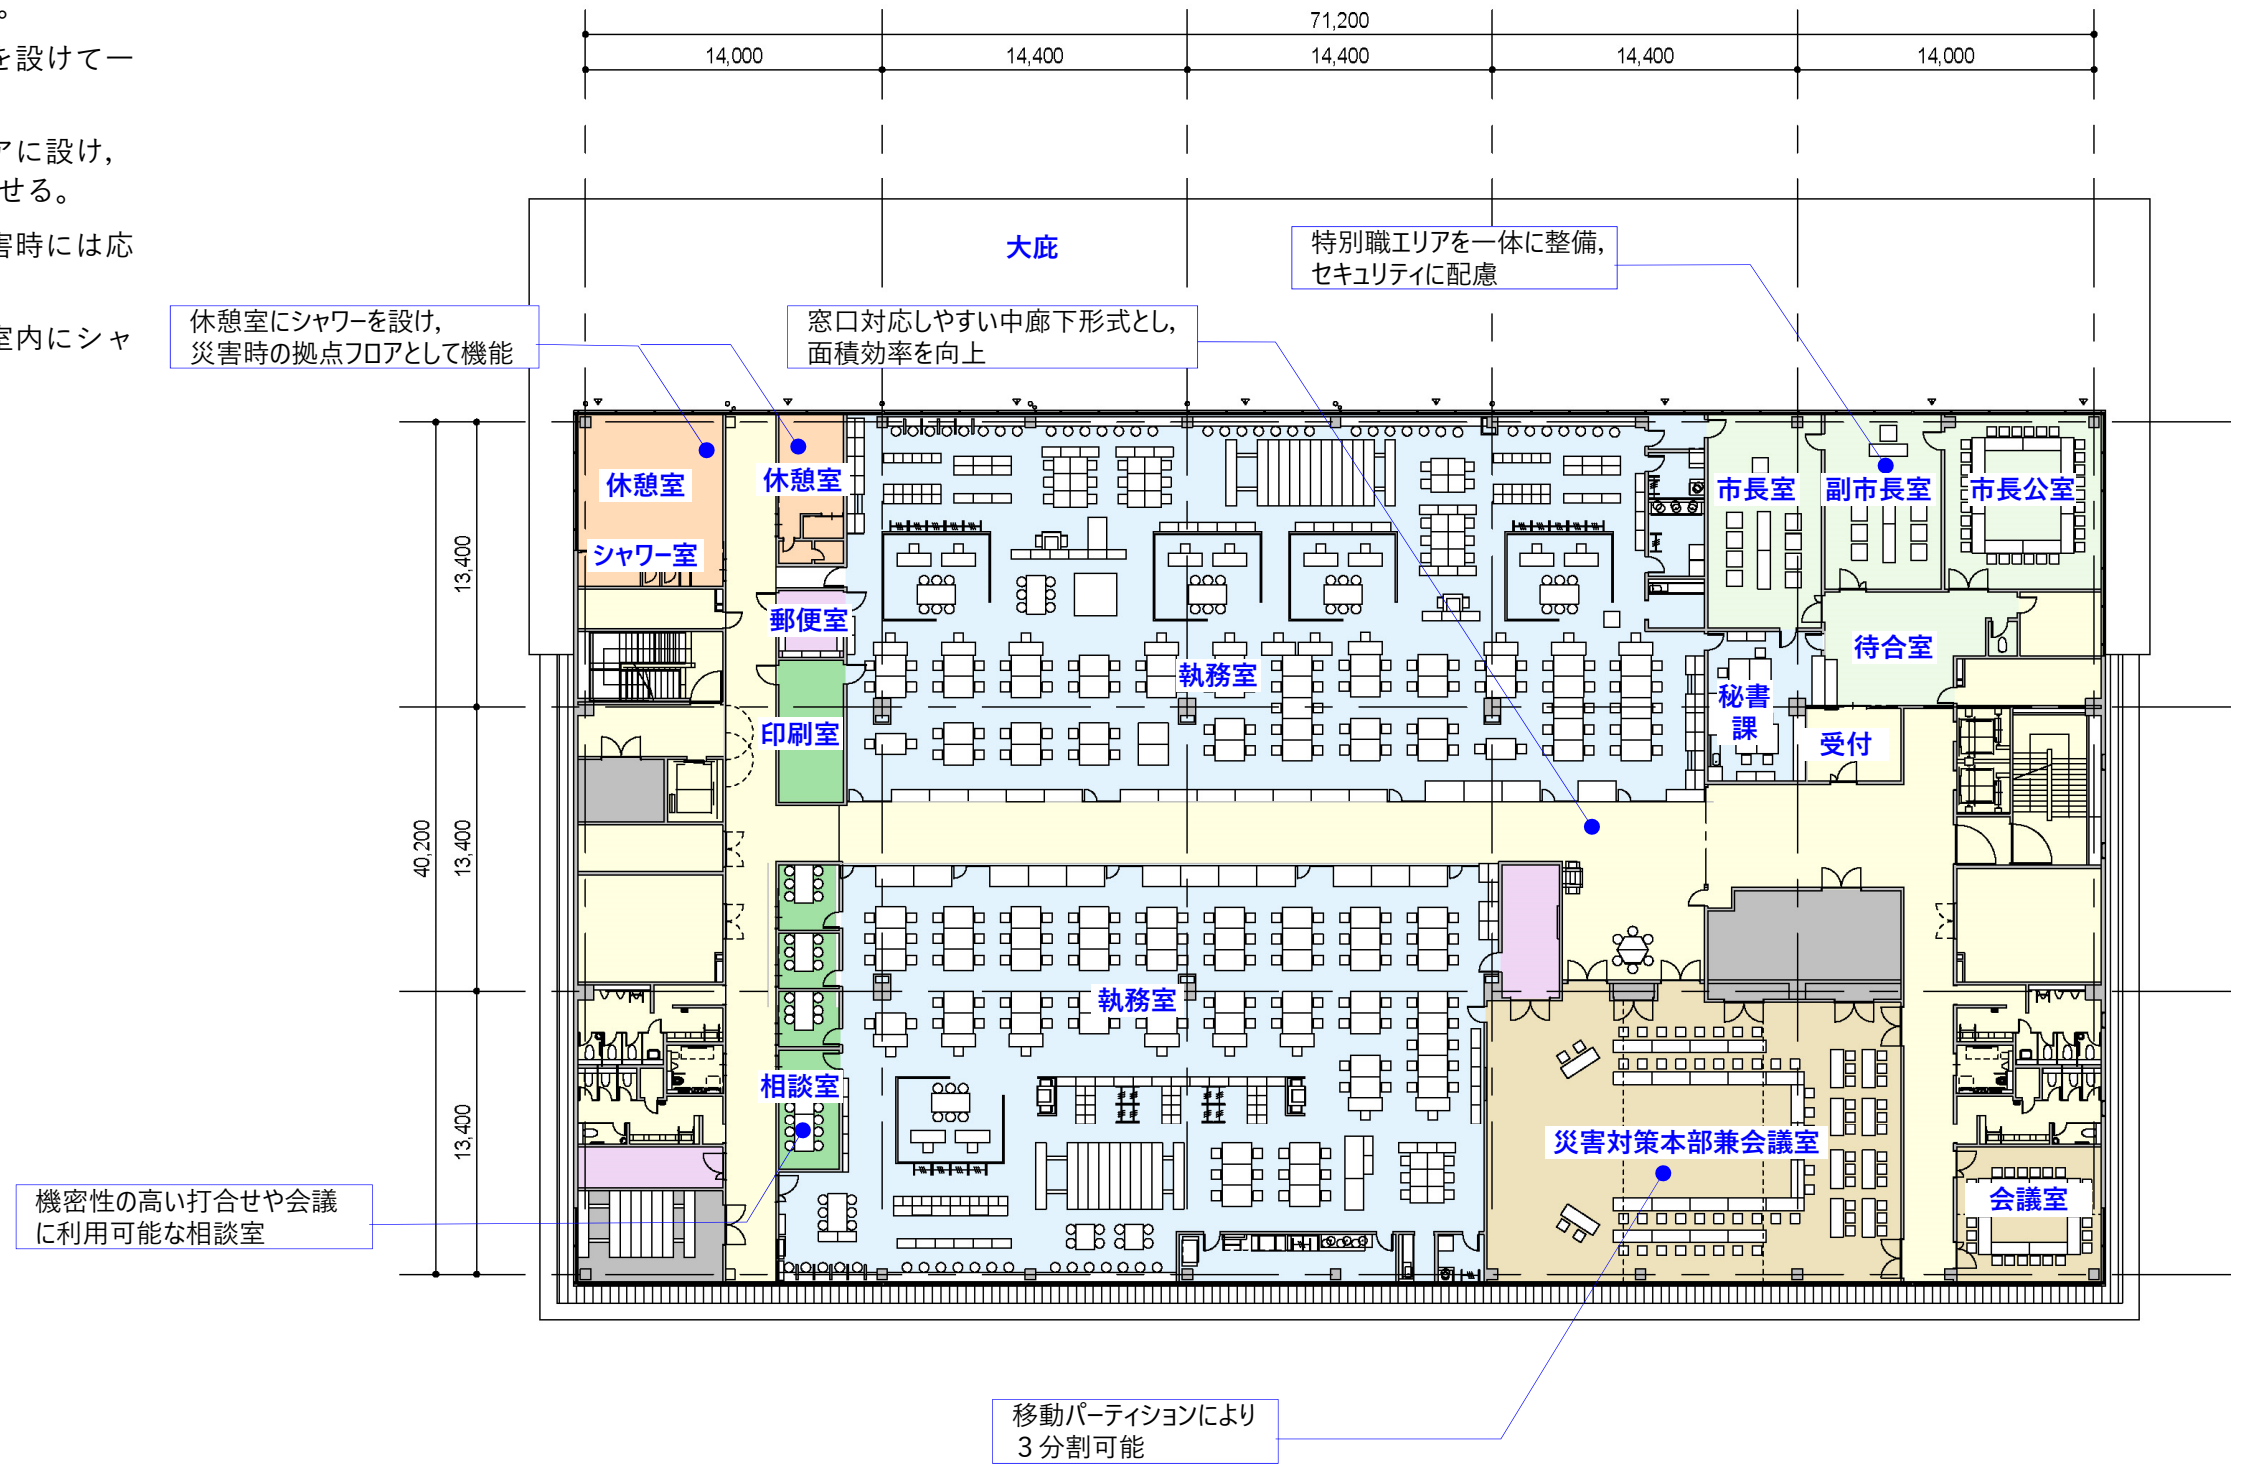 。
を設けて一
アに設け，
せる。
害時には応
室内にシャ
71,200
14,000
14,400
14,400
14,400
14,000
大庇
特別職エリアを一体に整備，
セキュリティに配慮
休憩室にシャワーを設け，
災害時の拠点フロアとして機能
窓口対応しやすい中廊下形式とし，
面積効率を向上
休憩室
休憩室
シャワー室
市長室
副市長室
市長公室
郵便室
執務室
待合室
秘書
課
印刷室
受付
13,400
40,200
13,400
13,400
執務室
相談室
災害対策本部兼会議室
会議室
機密性の高い打合せや会議
に利用可能な相談室
移動パーティションにより
３分割可能